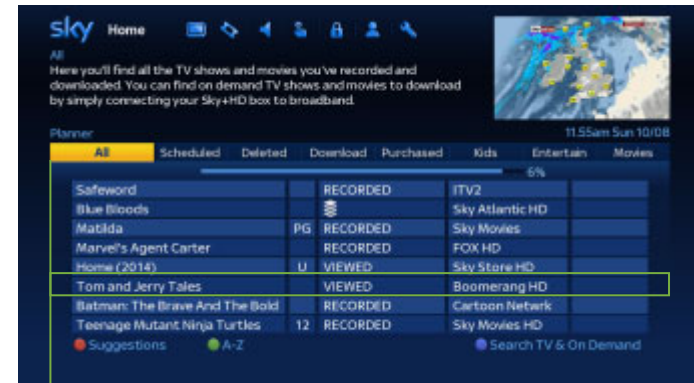 sky Home
All
Here you'll find all the TV shows and movies you've recorded and
downloaded. You can find on demand TV shows and movies to download
by simply connecting your Sky+HD box to broadband.
Planner 11.55am Sun 10/08
All Scheduled Deleted Download Purchased Kids Entertain Movies
6%
Safeword RECORDED ITV2
Blue Bloods Sky Atlantic HD
Matilda PG RECORDED Sky Movies
Marvel's Agent Carter RECORDED FOX HD
Home (2014) U VIEWED Sky Store HD
Tom and Jerry Tales VIEWED Boomerang HD
Batman: The Brave And The Bold RECORDED Cartoon Netwrk
Teenage Mutant Ninja Turtles 12 RECORDED Sky Movies HD
Suggestions A-Z Search TV & On Demand